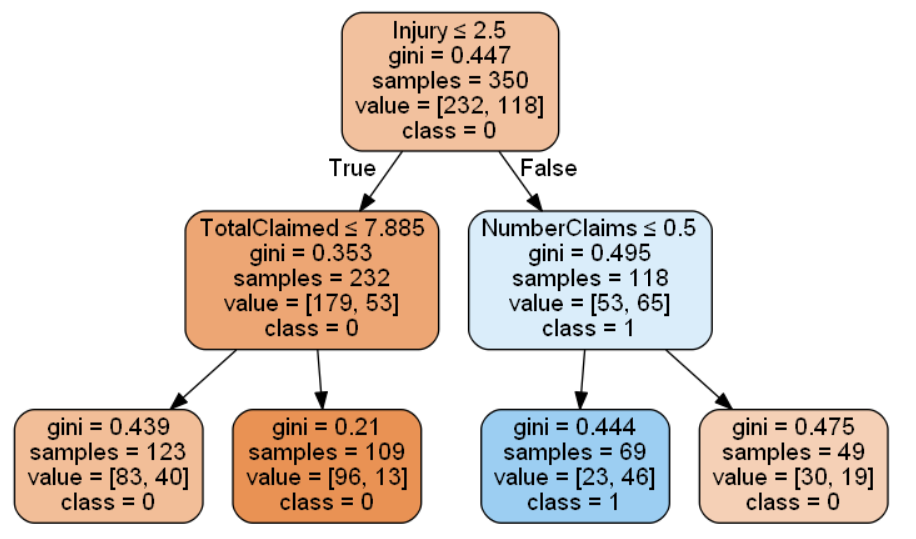 Injury ≤ 2.5
gini = 0.447
samples = 350
value = [232, 118]
class = 0
True
False
TotalClaimed ≤ 7.885
gini = 0.353
samples = 232
value = [179, 53]
class = 0
NumberClaims ≤ 0.5
gini = 0.495
samples = 118
value = [53, 65]
class = 1
gini = 0.439
samples = 123
value = [83, 40]
class = 0
gini = 0.21
samples = 109
value = [96, 13]
class = 0
gini = 0.444
samples = 69
value = [23, 46]
class = 1
gini = 0.475
samples = 49
value = [30, 19]
class = 0